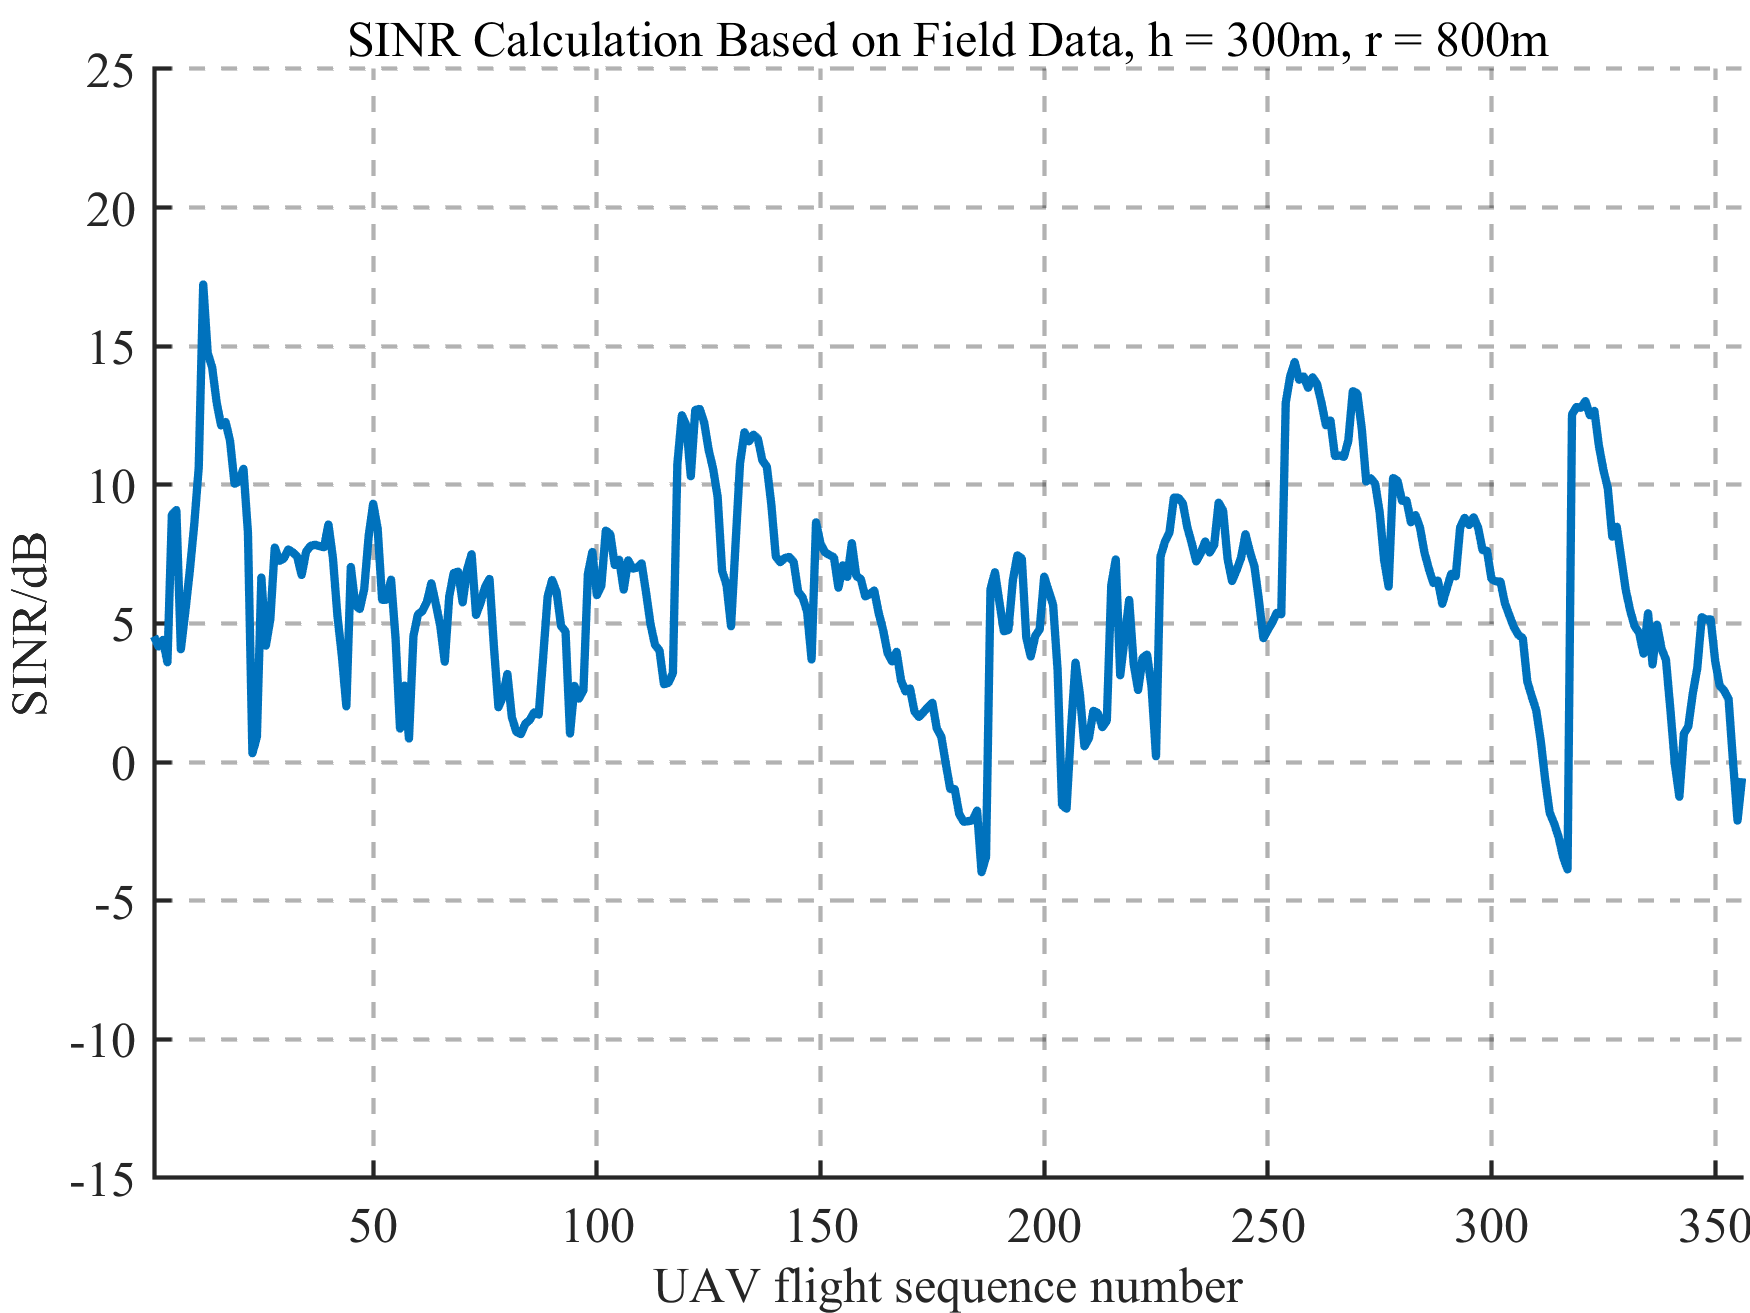 SINR Calculation Based on Field Data, h = 300m, r = 800m
25
20
15
10
5
0
-5
-10
-15
SINR/dB
50 100 150 200 250 300 350
UAV flight sequence number